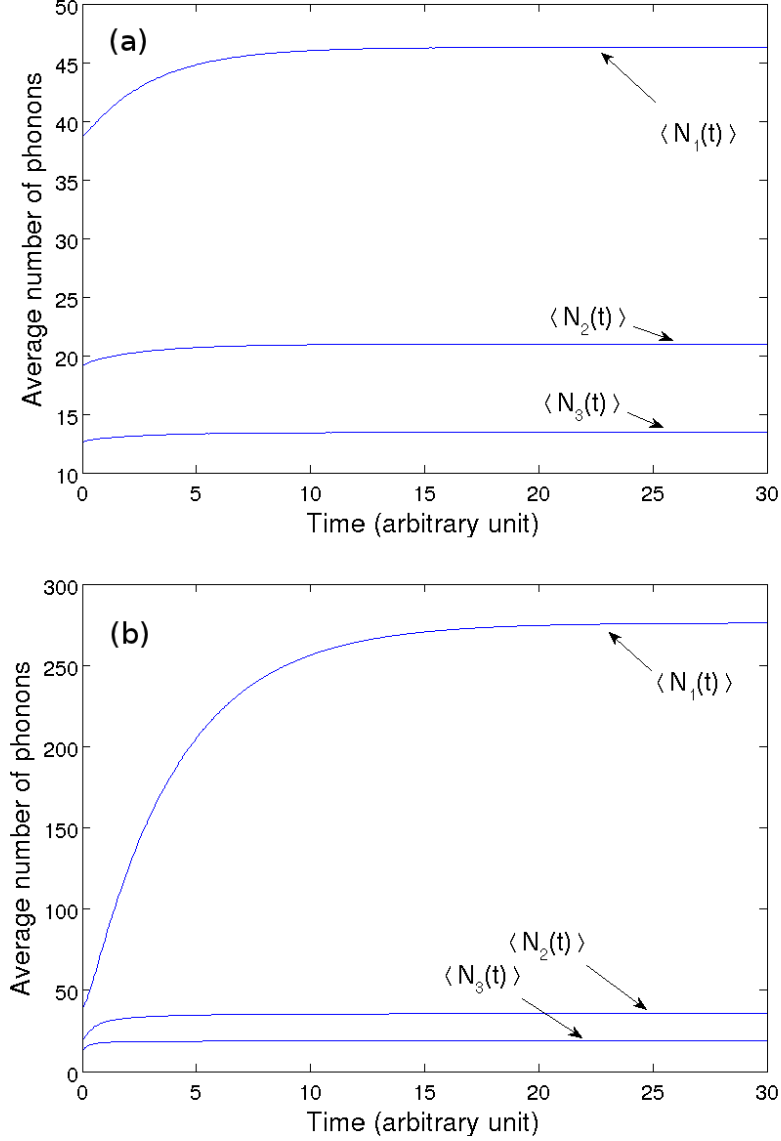 (a)
Average number of phonons
50
45
40
35
30
25
20
15
10
⟨ N1(t) ⟩
⟨ N2(t) ⟩
⟨ N3(t) ⟩
0 5 10 15 20 25 30
Time (arbitrary unit)
(b)
Average number of phonons
300
250
200
150
100
50
0
⟨ N1(t) ⟩
⟨ N2(t) ⟩
⟨ N3(t) ⟩
0 5 10 15 20 25 30
Time (arbitrary unit)